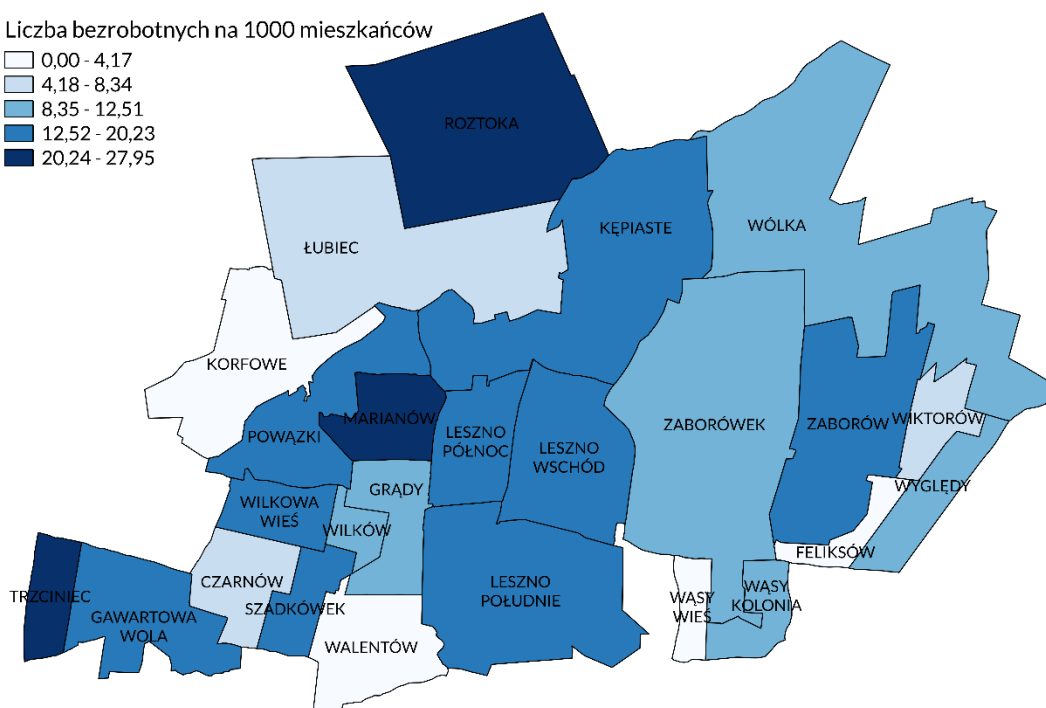 Liczba bezrobotnych na 1000 mieszkańców
0,00 - 4,17
4,18 - 8,34
8,35 - 12,51
12,52 - 20,23
20,24 - 27,95
ROZTOKA
KĘPIASTE
WÓLKA
ŁUBIEC
KORFOWE
MARIANÓW
POWĄZKI
LESZNO
PÓŁNOC
LESZNO
WSCHÓD
ZABORÓWEK
ZABORÓW
WIKTORÓW
GRĄDY
WYGLĘDY
WILKOWA
WIEŚ
WILKÓW
FELIKSÓW
CZARNÓW
TRZCINIEC
GAWARTOWA
WOLA
SZADKÓWEK
LESZNO
POŁUDNIE
WĄSY
WIEŚ
WĄSY
KOLONIA
WALENTÓW